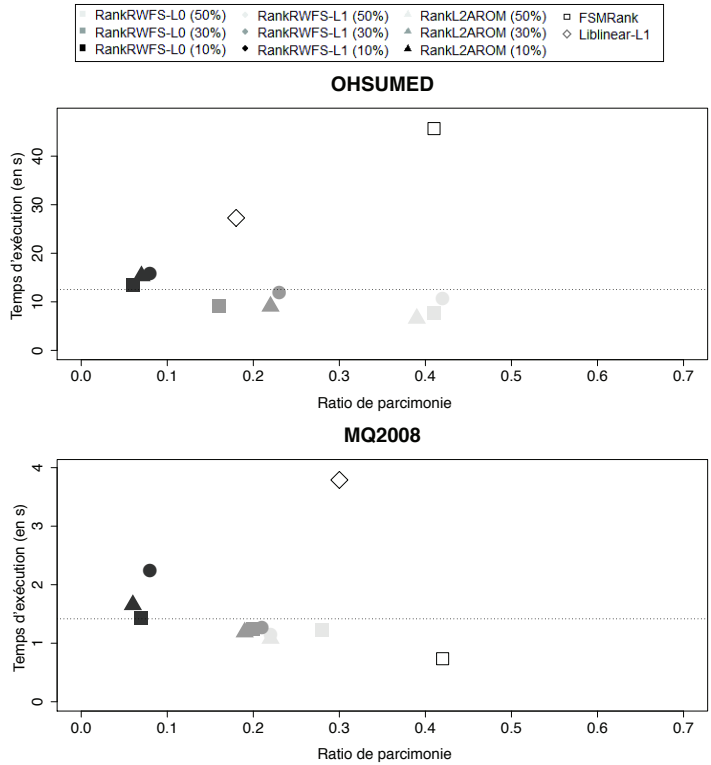 RankRWFS-L0 (50%) RankRWFS-L1 (50%) RankL2AROM (50%) FSMRank
RankRWFS-L0 (30%) RankRWFS-L1 (30%) RankL2AROM (30%) Liblinear-L1
RankRWFS-L0 (10%) RankRWFS-L1 (10%) RankL2AROM (10%)
OHSUMED
Temps d'exécution (en s)
40
30
20
10
0
0.0 0.1 0.2 0.3 0.4 0.5 0.6 0.7
Ratio de parcimonie
MQ2008
Temps d'exécution (en s)
4
3
2
1
0
0.0 0.1 0.2 0.3 0.4 0.5 0.6 0.7
Ratio de parcimonie